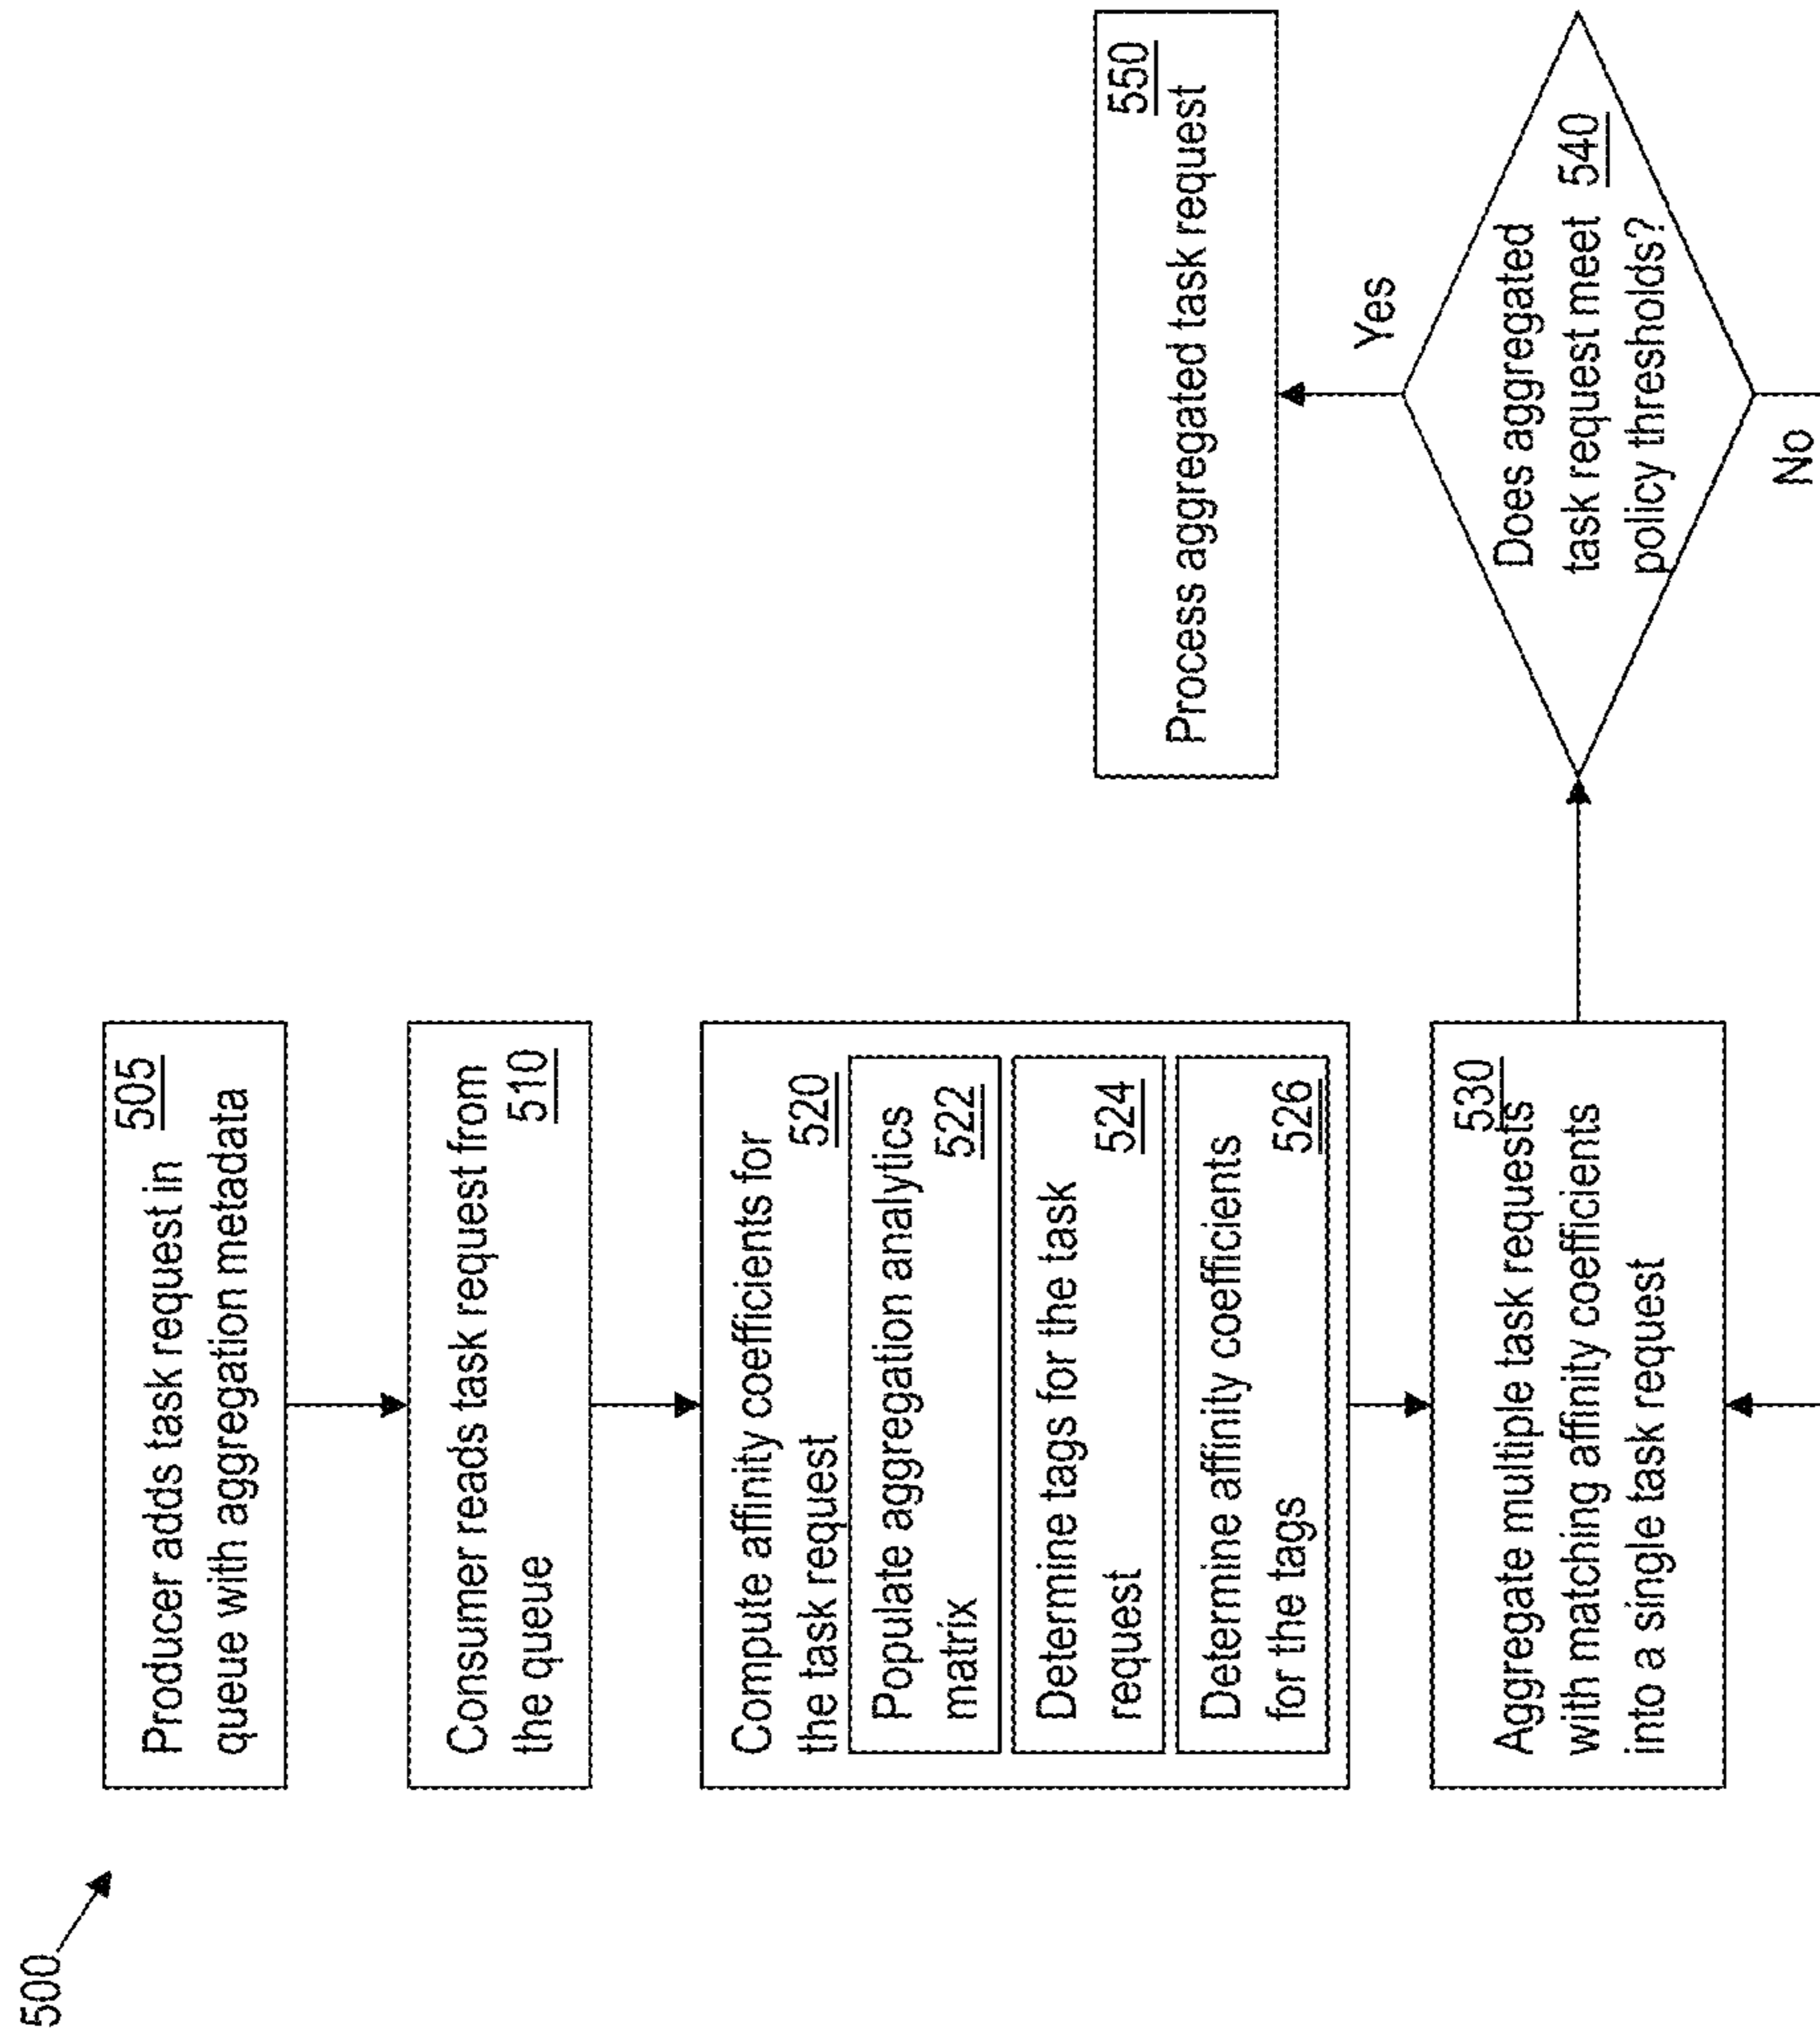 500
505
Producer adds task request in
queue with aggregation metadata
Consumer reads task request from
the queue 510
Compute affinity coefficients for
the task request 520
Populate aggregation analytics
matrix 522
Determine tags for the task
request 524
Determine affinity coefficients
for the tags 526
530
Aggregate multiple task requests
with matching affinity coefficients
into a single task request
550
Process aggregated task request
Yes
Does aggregated
task request meet 540
policy thresholds?
No